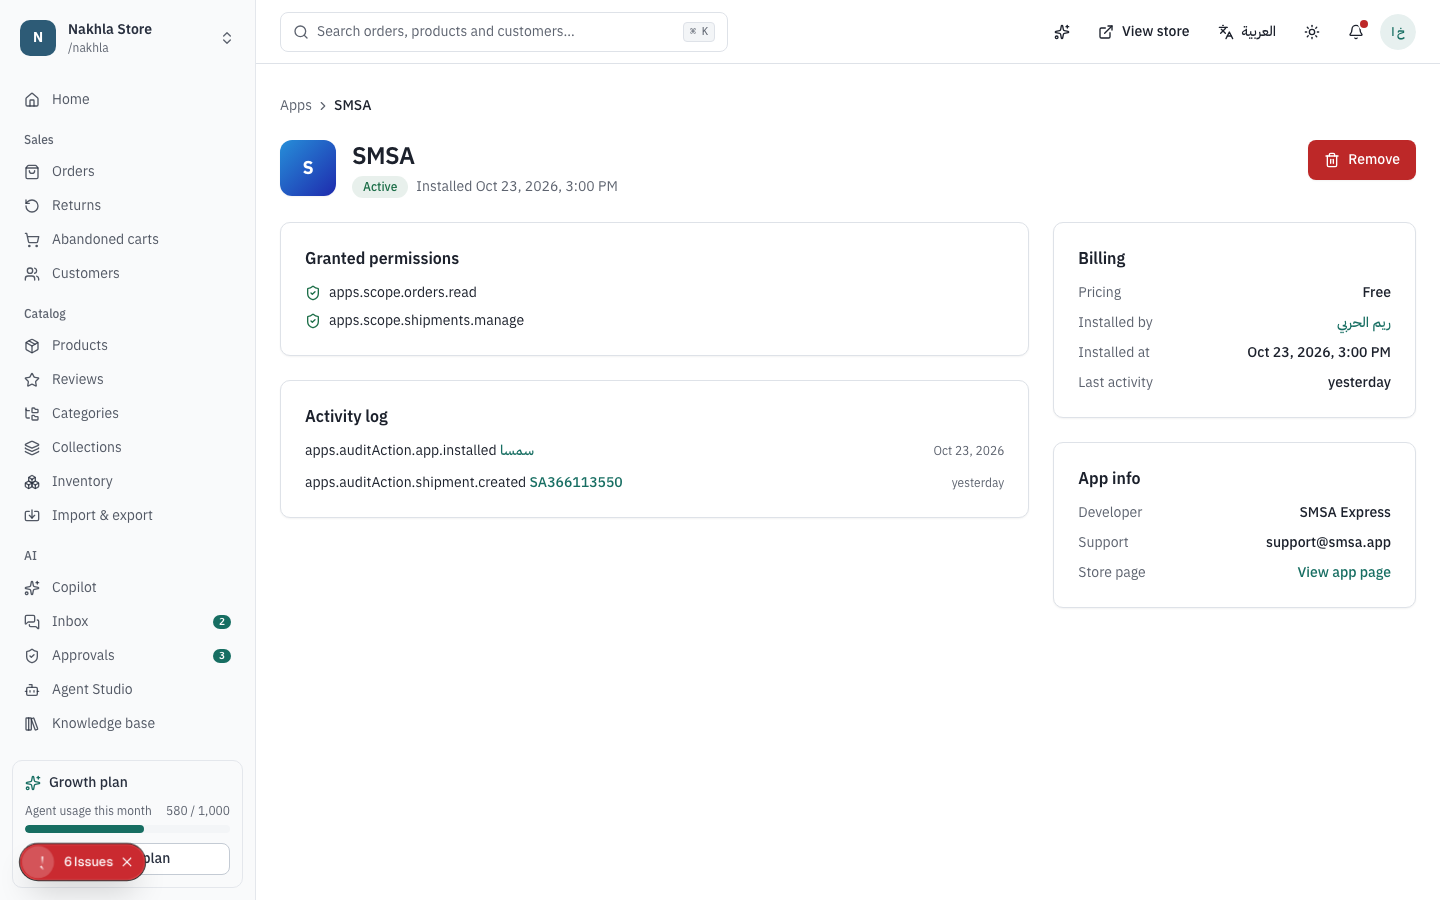 N
Nakhla Store
/nakhla
Home
Sales
Orders
Returns
Abandoned carts
Customers
Catalog
Products
Reviews
Categories
Collections
Inventory
Import & export
AI
Copilot
Inbox 2
Approvals 3
Agent Studio
Knowledge base
Growth plan
Agent usage this month 580 / 1,000
plan
! 6 Issues
Search orders, products and customers... ⌘ K
View store
العربية
خ ا
Apps > SMSA
S
SMSA
Active Installed Oct 23, 2026, 3:00 PM
Remove
Granted permissions
apps.scope.orders.read
apps.scope.shipments.manage
Activity log
apps.auditAction.app.installed سمسا Oct 23, 2026
apps.auditAction.shipment.created SA366113550 yesterday
Billing
Pricing Free
Installed by ريم الحربي
Installed at Oct 23, 2026, 3:00 PM
Last activity yesterday
App info
Developer SMSA Express
Support support@smsa.app
Store page View app page